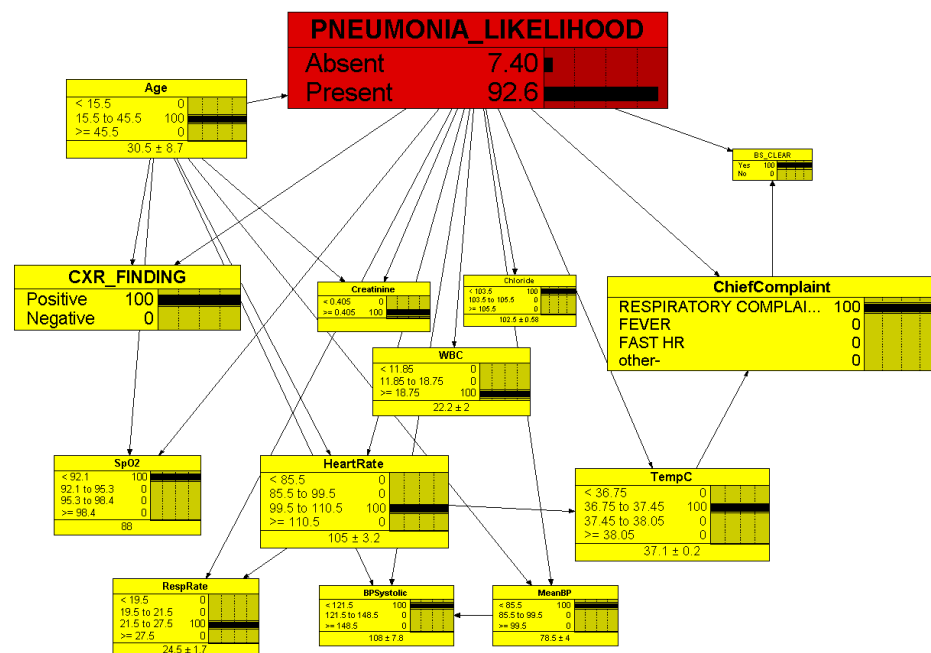 PNEUMONIA_LIKELIHOOD
Absent 7.40
Present 92.6
Age
< 15.5 0
15.5 to 45.5 100
>= 45.5 0
30.5 ± 8.7
BS_CLEAR
Yes 100
No 0
CXR_FINDING
Positive 100
Negative 0
Creatinine
< 0.405 0
>= 0.405 100
Chloride
< 103.5 100
103.5 to 105.5 0
>= 105.5 0
102.5 ± 0.58
ChiefComplaint
RESPIRATORY COMPLAI... 100
FEVER 0
FAST HR 0
other- 0
WBC
< 11.85 0
11.85 to 18.75 0
>= 18.75 100
22.2 ± 2
SpO2
< 92.1 100
92.1 to 95.3 0
95.3 to 98.4 0
>= 98.4 0
88
HeartRate
< 85.5 0
85.5 to 99.5 0
99.5 to 110.5 100
>= 110.5 0
105 ± 3.2
TempC
< 36.75 0
36.75 to 37.45 100
37.45 to 38.05 0
>= 38.05 0
37.1 ± 0.2
RespRate
< 19.5 0
19.5 to 21.5 0
21.5 to 27.5 100
>= 27.5 0
24.5 ± 1.7
BPSystolic
< 121.5 100
121.5 to 148.5 0
>= 148.5 0
108 ± 7.8
MeanBP
< 85.5 100
85.5 to 99.5 0
>= 99.5 0
78.5 ± 4